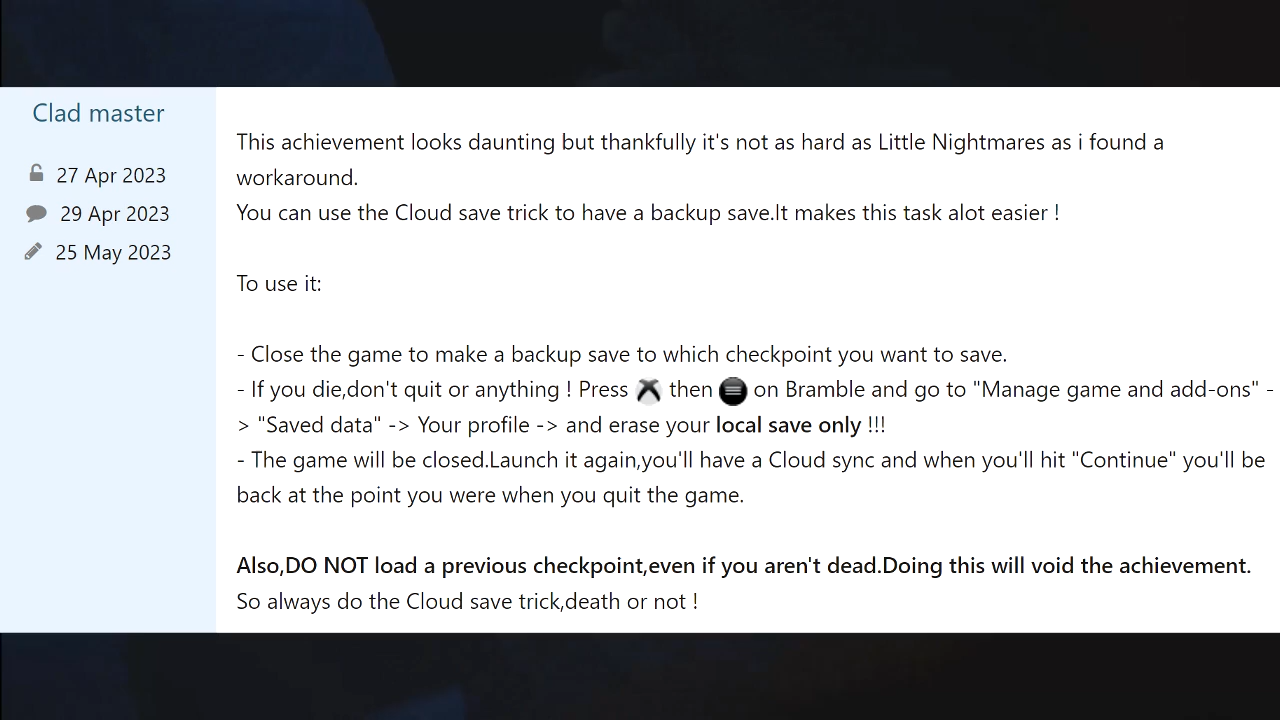 Clad master
27 Apr 2023
29 Apr 2023
25 May 2023
This achievement looks daunting but thankfully it's not as hard as Little Nightmares as i found a
workaround.
You can use the Cloud save trick to have a backup save.It makes this task alot easier !
To use it:
- Close the game to make a backup save to which checkpoint you want to save.
- If you die,don't quit or anything ! Press then on Bramble and go to "Manage game and add-ons" -
> "Saved data" -> Your profile -> and erase your local save only !!!
- The game will be closed.Launch it again,you'll have a Cloud sync and when you'll hit "Continue" you'll be
back at the point you were when you quit the game.
Also,DO NOT load a previous checkpoint,even if you aren't dead.Doing this will void the achievement.
So always do the Cloud save trick,death or not !